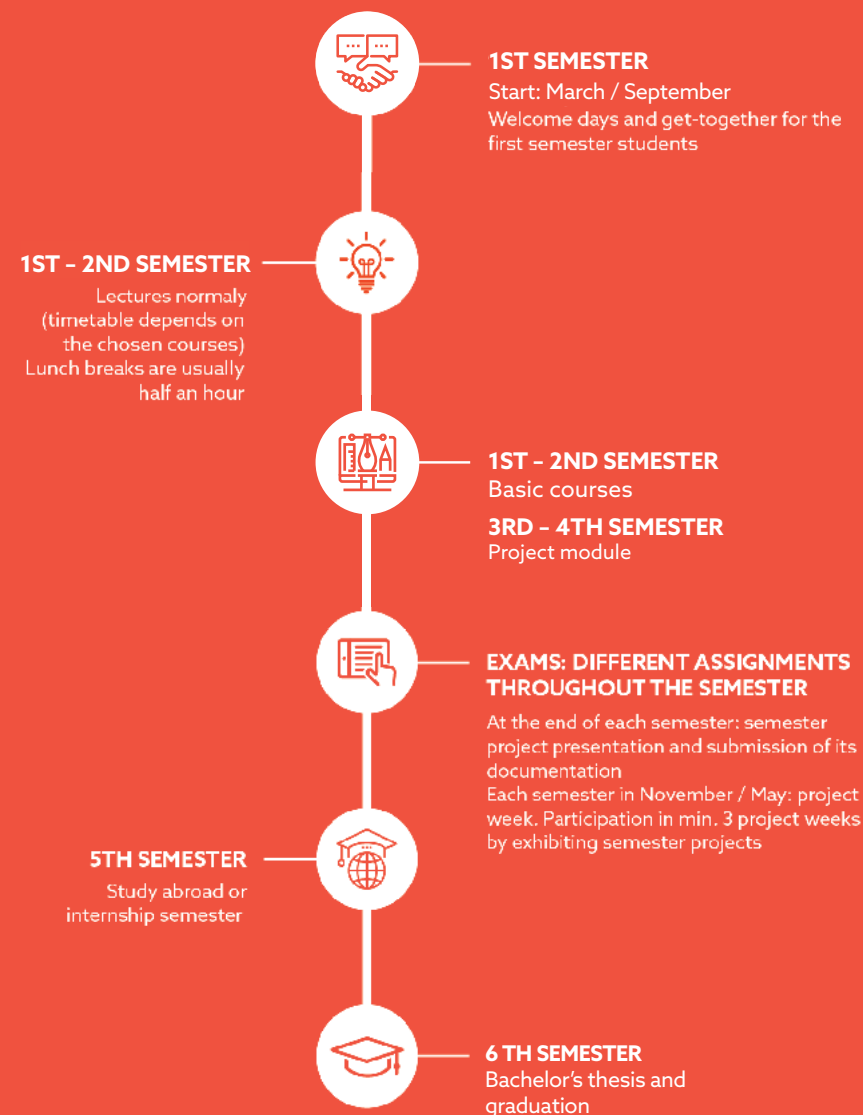 1ST SEMESTER
Start: March / September
Welcome days and get-together for the
first semester students
1ST – 2ND SEMESTER
Lectures normaly
(timetable depends on
the chosen courses)
Lunch breaks are usually
half an hour
1ST – 2ND SEMESTER
Basic courses
3RD – 4TH SEMESTER
Project module
EXAMS: DIFFERENT ASSIGNMENTS
THROUGHOUT THE SEMESTER
At the end of each semester: semester
project presentation and submission of its
documentation
Each semester in November / May: project
week. Participation in min. 3 project weeks
by exhibiting semester projects
5TH SEMESTER
Study abroad or
internship semester
6 TH SEMESTER
Bachelor's thesis and
graduation